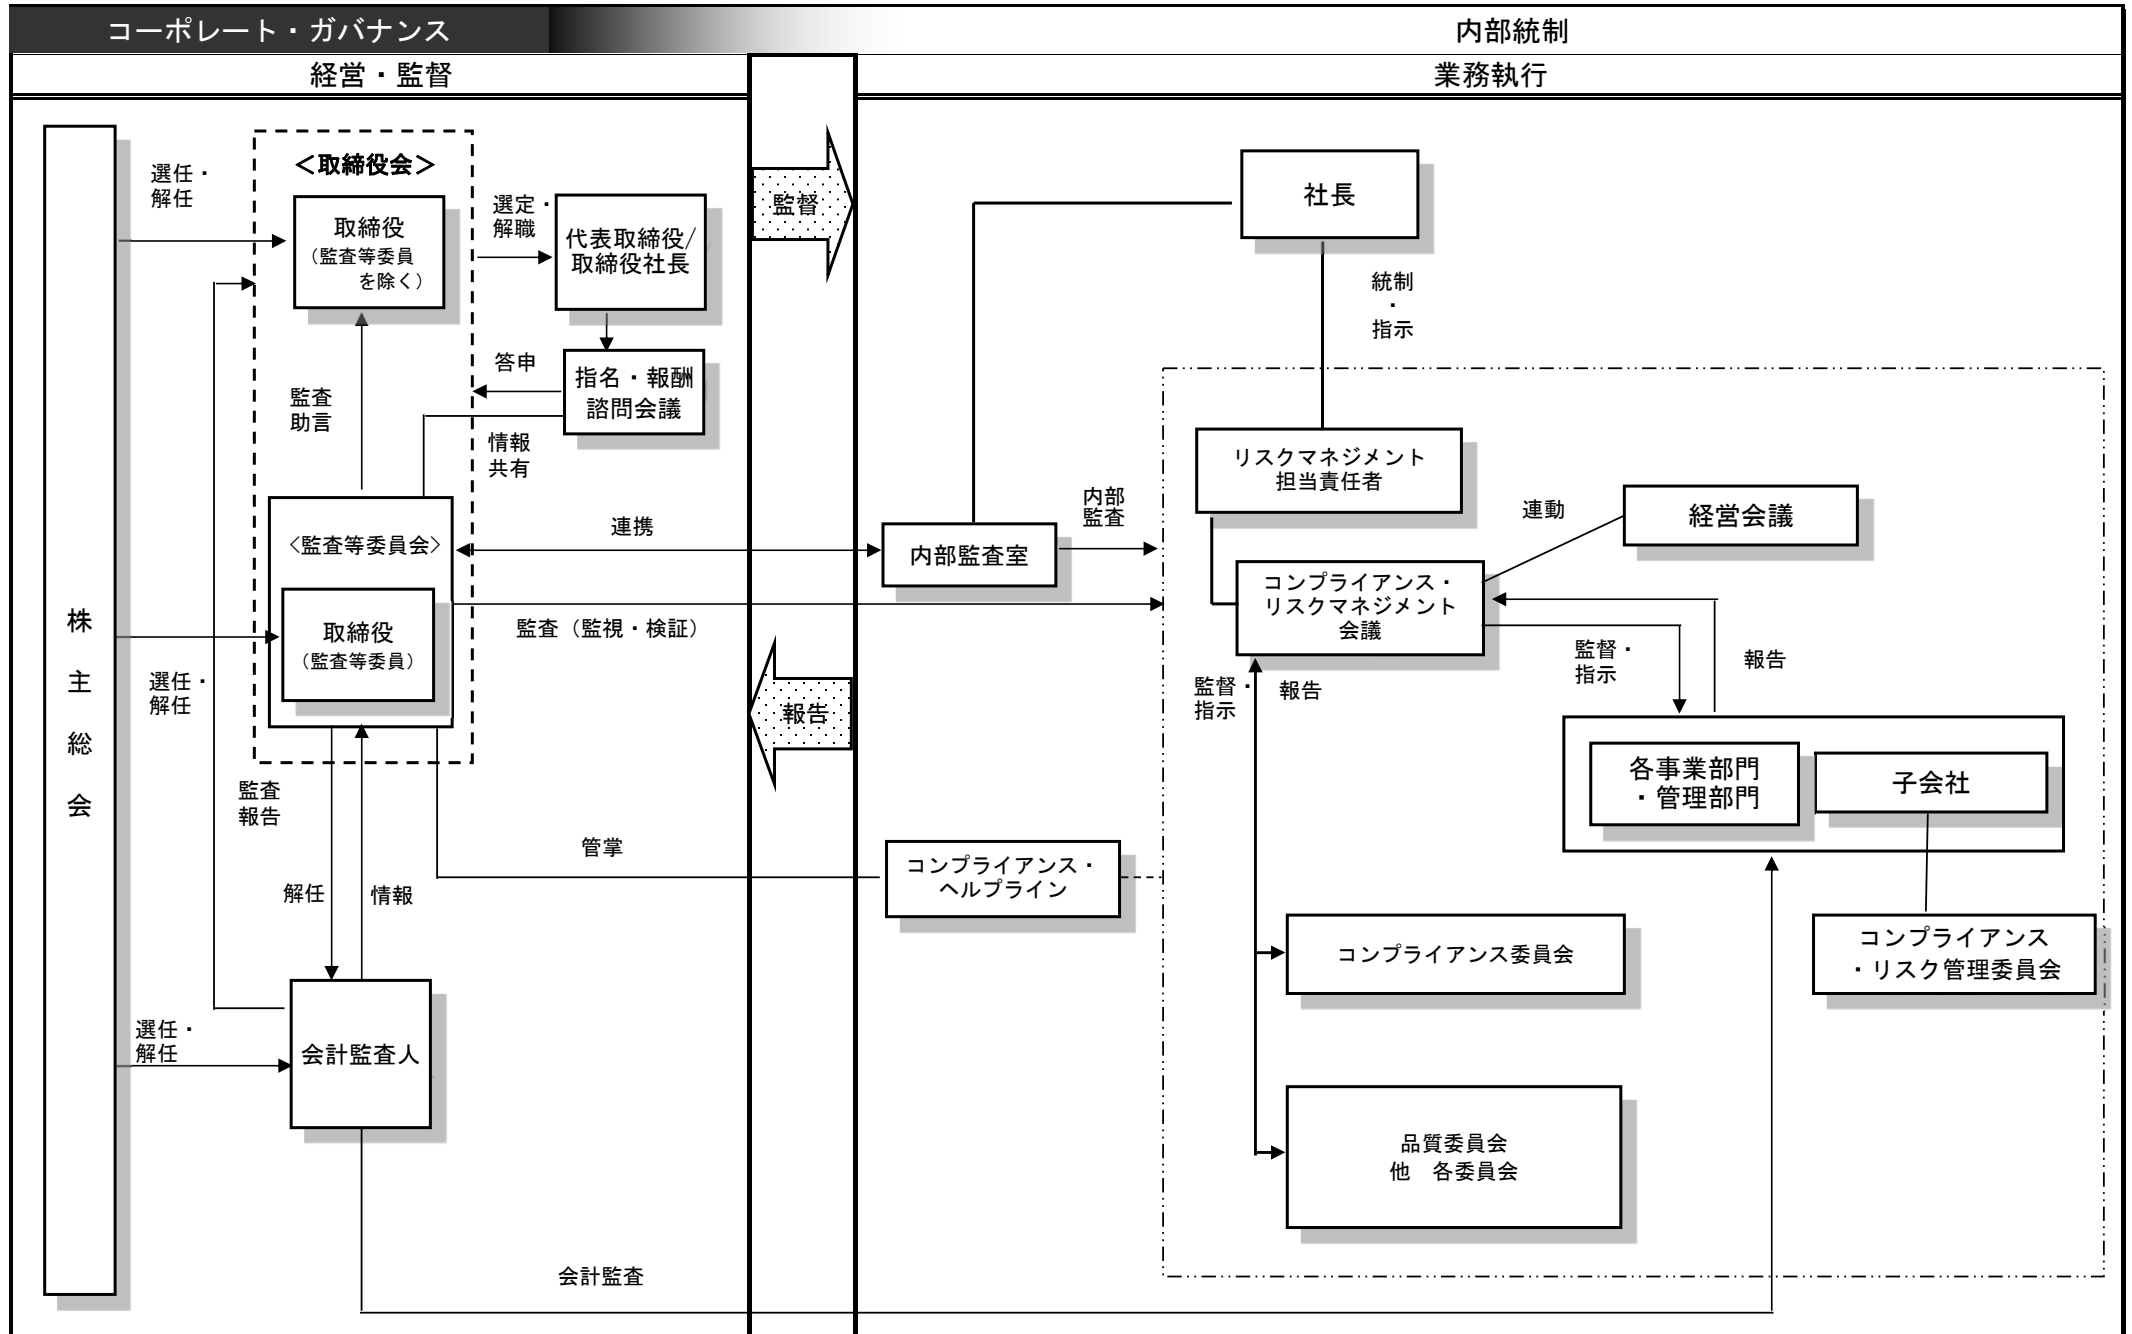 コーポレート・ガバナンス
内部統制
経営・監督
業務執行
株主総会
選任・
解任
＜取締役会＞
取締役
（監査等委員
を除く）
選定・
解職
代表取締役/
取締役社長
答申
指名・報酬
諮問会議
監査
助言
情報
共有
〈監査等委員会〉
取締役
（監査等委員）
連携
監査（監視・検証）
選任・
解任
監査
報告
解任
情報
管掌
選任・
解任
会計監査人
会計監査
監督
報告
社長
統制
・
指示
内部監査室
内部
監査
リスクマネジメント
担当責任者
連動
経営会議
コンプライアンス・
リスクマネジメント
会議
監督・
指示
報告
監督・
指示
報告
各事業部門
・管理部門
子会社
コンプライアンス・
ヘルプライン
コンプライアンス委員会
コンプライアンス
・リスク管理委員会
品質委員会
他　各委員会